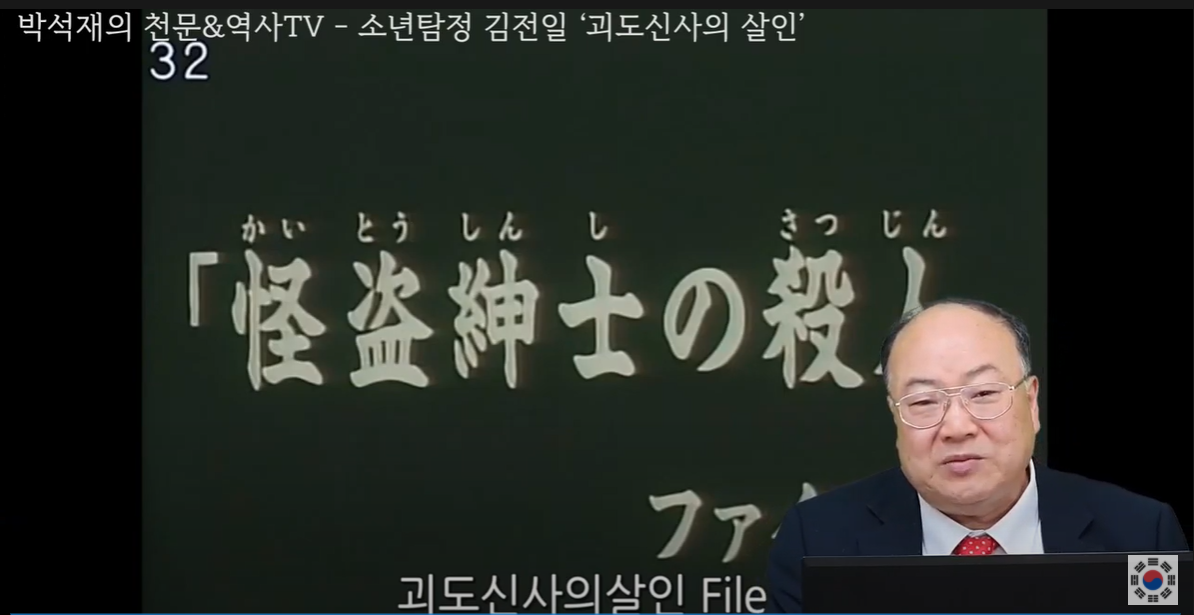 박석재의 천문&역사TV - 소년탐정 김전일 ‘괴도신사의 살인’
32
かい とう しん し さつ じん
「怪盗紳士の殺人
ファ
괴도신사의살인 File